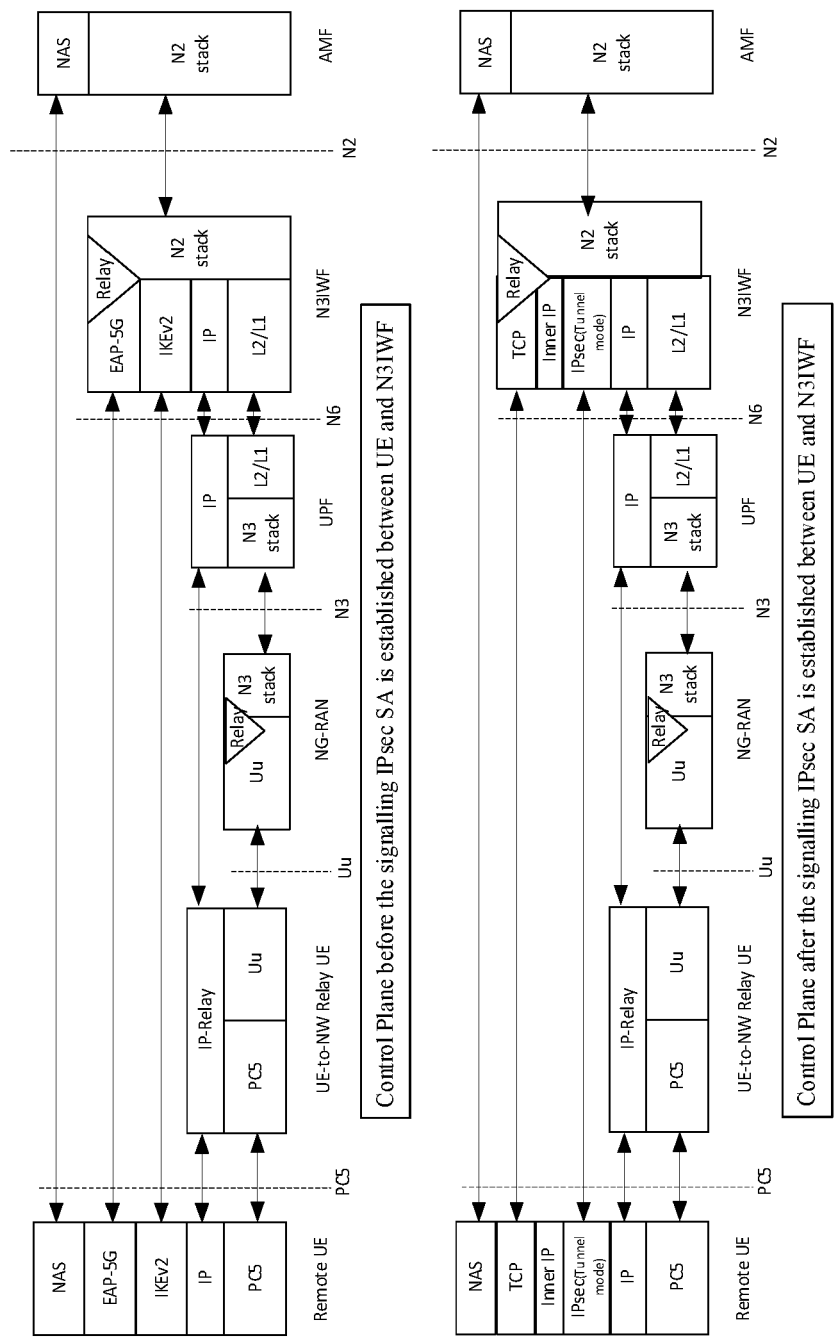 NAS
EAP-5G
IKEv2
IP
PC5
Remote UE
PC5
IP-Relay
PC5
Uu
UE-to-NW Relay UE
Uu
Uu
Relay
N3
stack
NG-RAN
N3
IP
N3
stack
L2/L1
UPF
N6
EAP-5G
IKEv2
IP
L2/L1
Relay
N2
stack
N3IWF
N2
NAS
N2
stack
AMF
Control Plane before the signalling IPsec SA is established between UE and N3IWF
NAS
TCP
Inner IP
IPsec(Tunnel
mode)
IP
PC5
Remote UE
PC5
IP-Relay
PC5
Uu
UE-to-NW Relay UE
Uu
Uu
Relay
N3
stack
NG-RAN
N3
IP
N3
stack
L2/L1
UPF
N6
TCP
Inner IP
IPsec(Tunnel
mode)
IP
L2/L1
Relay
N2
stack
N3IWF
N2
NAS
N2
stack
AMF
Control Plane after the signalling IPsec SA is established between UE and N3IWF